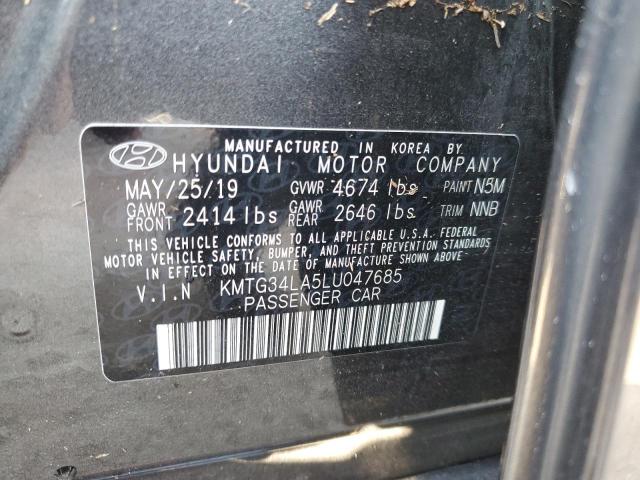 MANUFACTURED IN KOREA BY
HYUNDAI MOTOR COMPANY
MAY/25/19 GVWR 4674 lbs PAINT N5M
GAWR FRONT 2414 lbs GAWR REAR 2646 lbs TRIM NNB
THIS VEHICLE CONFORMS TO ALL APPLICABLE U.S.A. FEDERAL
MOTOR VEHICLE SAFETY, BUMPER, AND THEFT PREVENTION STANDARDS
IN EFFECT ON THE DATE OF MANUFACTURE SHOWN ABOVE
V.I.N KMTG34LA5LU047685
PASSENGER CAR